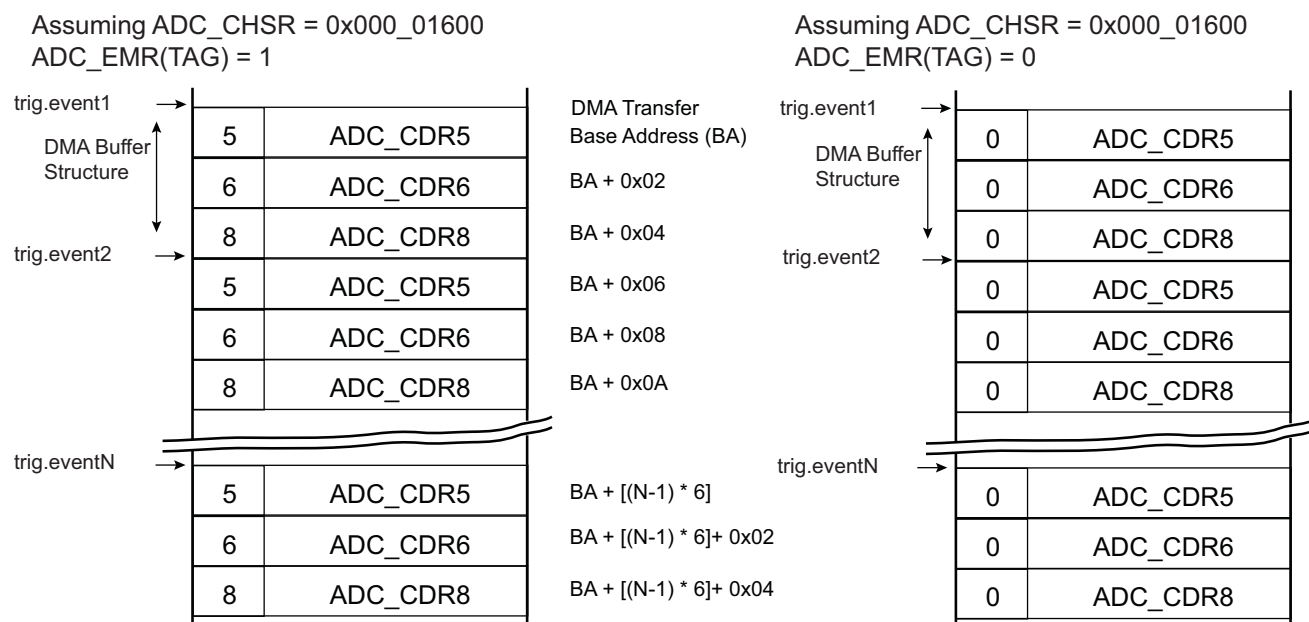 Assuming ADC_CHSR = 0x000_01600
ADC_EMR(TAG) = 1
trig.event1
DMA Buffer
Structure
5 ADC_CDR5
6 ADC_CDR6
8 ADC_CDR8
trig.event2
5 ADC_CDR5
6 ADC_CDR6
8 ADC_CDR8
trig.eventN
5 ADC_CDR5
6 ADC_CDR6
8 ADC_CDR8
DMA Transfer
Base Address (BA)
BA + 0x02
BA + 0x04
BA + 0x06
BA + 0x08
BA + 0x0A
BA + [(N-1) * 6]
BA + [(N-1) * 6]+ 0x02
BA + [(N-1) * 6]+ 0x04
Assuming ADC_CHSR = 0x000_01600
ADC_EMR(TAG) = 0
trig.event1
DMA Buffer
Structure
0 ADC_CDR5
0 ADC_CDR6
0 ADC_CDR8
trig.event2
0 ADC_CDR5
0 ADC_CDR6
0 ADC_CDR8
trig.eventN
0 ADC_CDR5
0 ADC_CDR6
0 ADC_CDR8